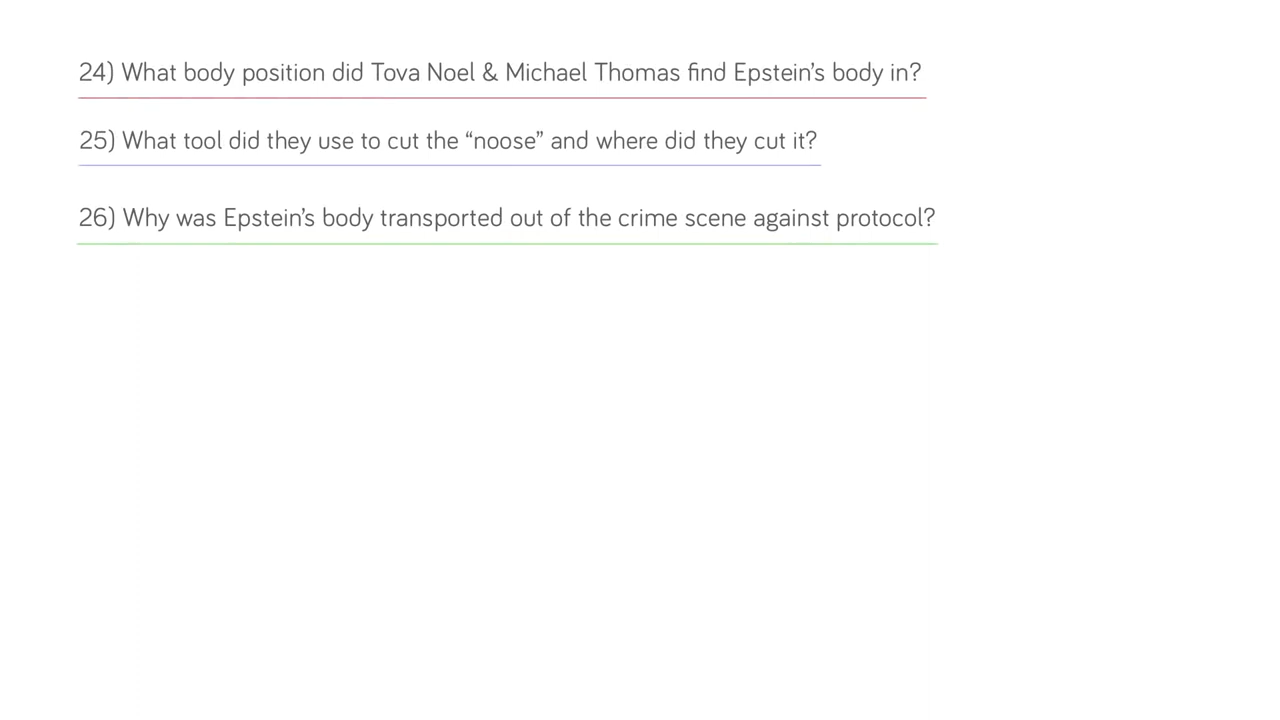 24) What body position did Tova Noel & Michael Thomas find Epstein’s body in?
25) What tool did they use to cut the “noose” and where did they cut it?
26) Why was Epstein’s body transported out of the crime scene against protocol?